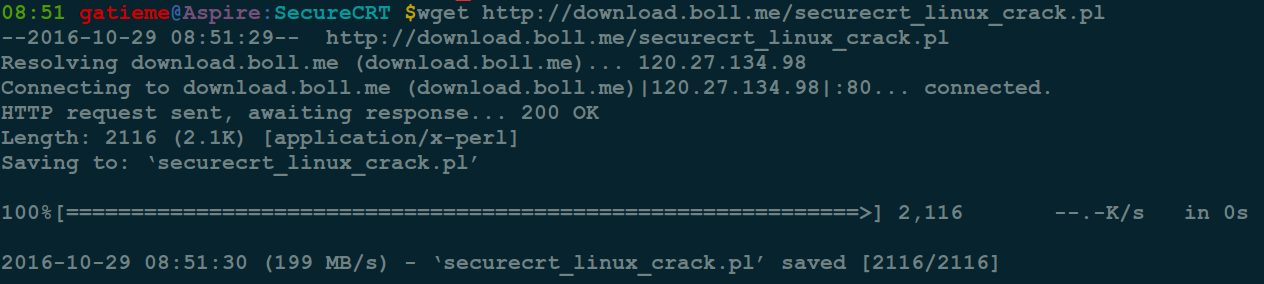 08:51 gatieme@Aspire:SecureCRT $wget http://download.boll.me/securecrt_linux_crack.pl
--2016-10-29 08:51:29--  http://download.boll.me/securecrt_linux_crack.pl
Resolving download.boll.me (download.boll.me)... 120.27.134.98
Connecting to download.boll.me (download.boll.me)|120.27.134.98|:80... connected.
HTTP request sent, awaiting response... 200 OK
Length: 2116 (2.1K) [application/x-perl]
Saving to: ‘securecrt_linux_crack.pl’
100%[=============================================================>] 2,116       --.-K/s   in 0s
2016-10-29 08:51:30 (199 MB/s) - ‘securecrt_linux_crack.pl’ saved [2116/2116]